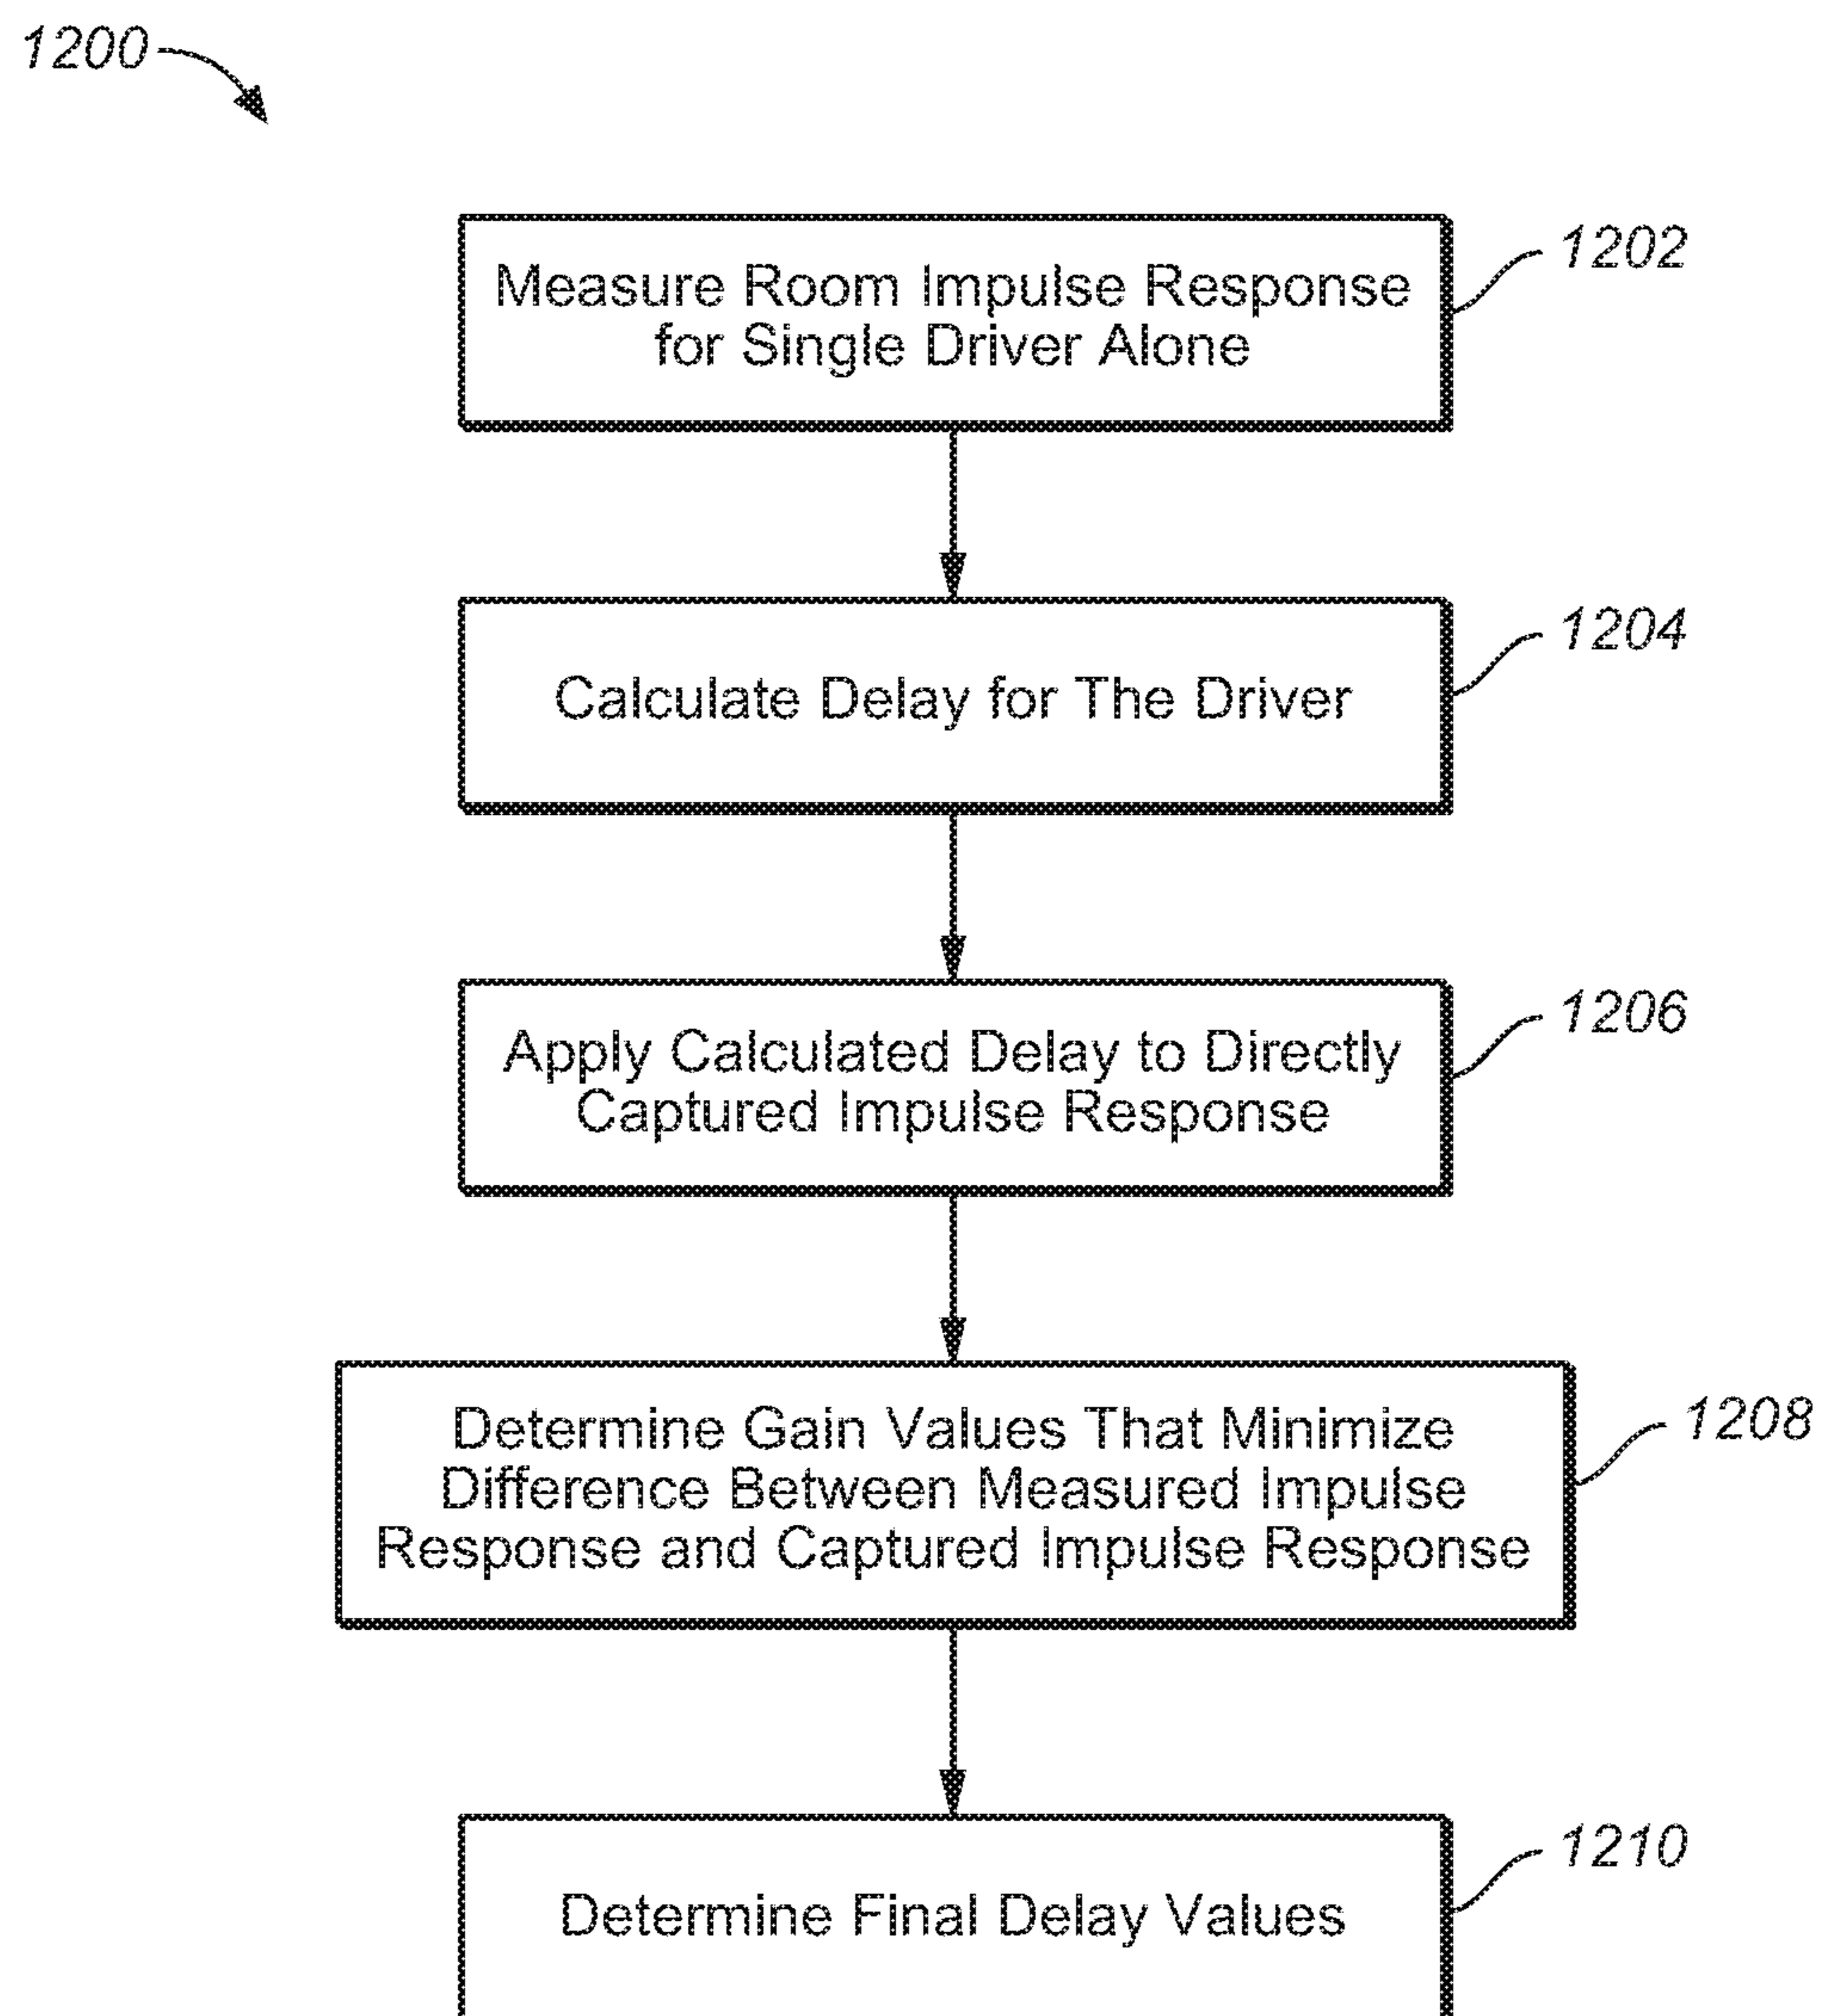 1200
Measure Room Impulse Response
for Single Driver Alone
1202
Calculate Delay for The Driver
1204
Apply Calculated Delay to Directly
Captured Impulse Response
1206
Determine Gain Values That Minimize
Difference Between Measured Impulse
Response and Captured Impulse Response
1208
Determine Final Delay Values
1210